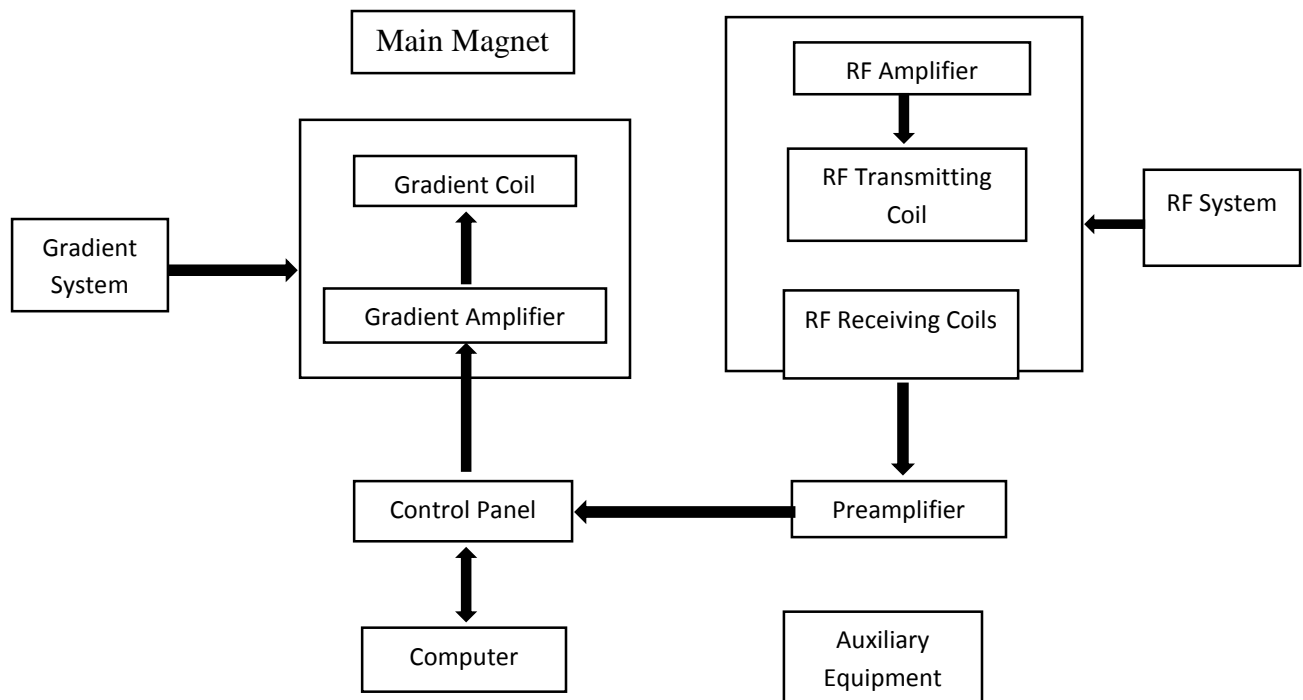 Main Magnet
RF Amplifier
Gradient Coil
RF Transmitting
Coil
RF System
Gradient
System
Gradient Amplifier
RF Receiving Coils
Control Panel
Preamplifier
Computer
Auxiliary
Equipment